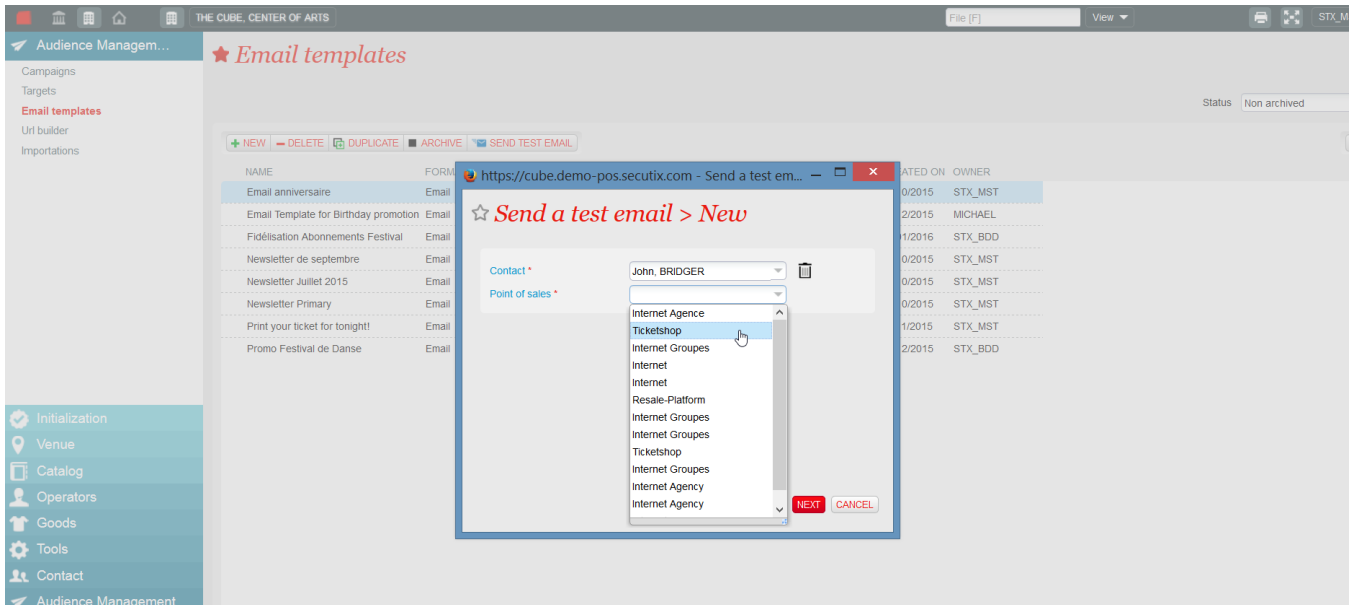 THE CUBE, CENTER OF ARTS
File [F]
View
STX_M
Audience Managem...
Campaigns
Targets
Email templates
Url builder
Importations
Email templates
Status Non archived
NEW DELETE DUPLICATE ARCHIVE SEND TEST EMAIL
NAME FORM ATED ON OWNER
Email anniversaire Email 0/2015 STX_MST
Email Template for Birthday promotion Email 2/2015 MICHAEL
Fidélisation Abonnements Festival Email 1/2016 STX_BDD
Newsletter de septembre Email 0/2015 STX_MST
Newsletter Juillet 2015 Email 0/2015 STX_MST
Newsletter Primary Email 0/2015 STX_MST
Print your ticket for tonight! Email 1/2015 STX_MST
Promo Festival de Danse Email 2/2015 STX_BDD
https://cube.demo-pos.secutix.com - Send a test em...
Send a test email > New
Contact * John, BRIDGER
Point of sales *
Internet Agence
Ticketshop
Internet Groupes
Internet
Internet
Resale-Platform
Internet Groupes
Internet Groupes
Ticketshop
Internet Groupes
Internet Agency
Internet Agency
NEXT CANCEL
Initialization
Venue
Catalog
Operators
Goods
Tools
Contact
Audience Management